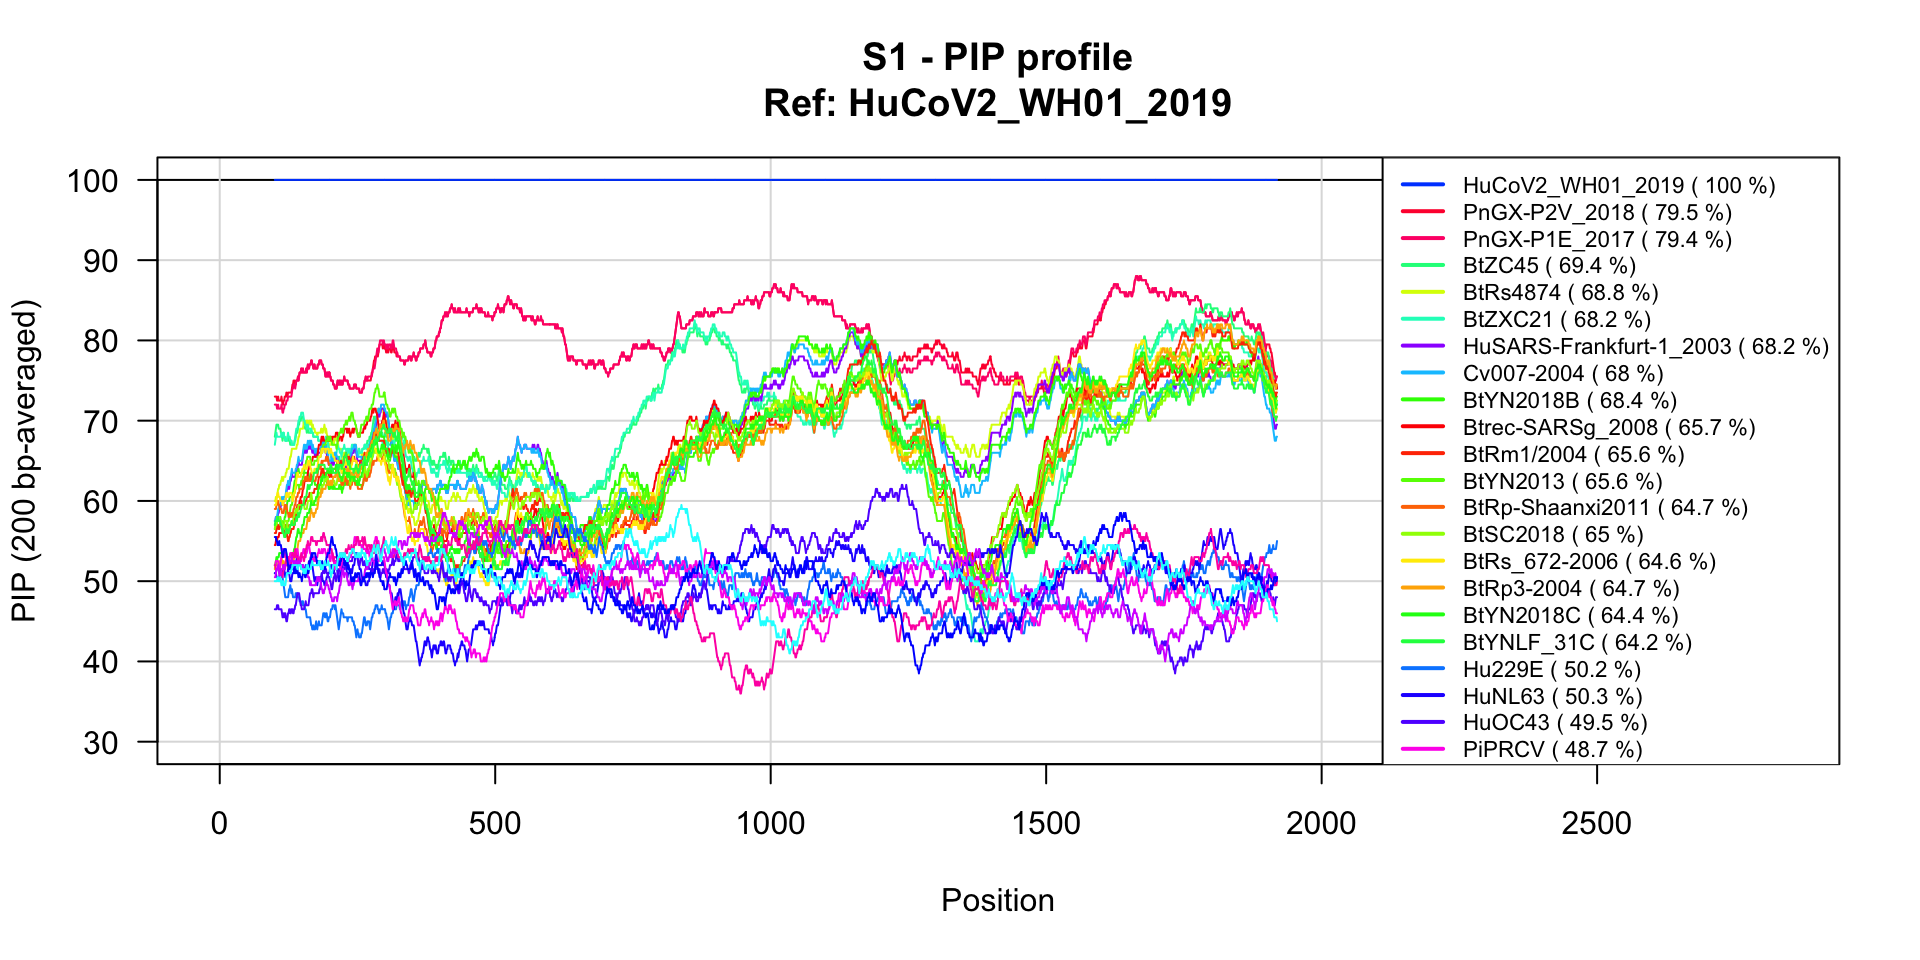 S1 - PIP profile
Ref: HuCoV2_WH01_2019
PIP (200 bp-averaged)
100
90
80
70
60
50
40
30
0
500
1000
1500
2000
2500
Position
HuCoV2_WH01_2019 ( 100 %)
PnGX-P2V_2018 ( 79.5 %)
PnGX-P1E_2017 ( 79.4 %)
BtZC45 ( 69.4 %)
BtRs4874 ( 68.8 %)
BtZXC21 ( 68.2 %)
HuSARS-Frankfurt-1_2003 ( 68.2 %)
Cv007-2004 ( 68 %)
BtYN2018B ( 68.4 %)
Btrec-SARSg_2008 ( 65.7 %)
BtRm1/2004 ( 65.6 %)
BtYN2013 ( 65.6 %)
BtRp-Shaanxi2011 ( 64.7 %)
BtSC2018 ( 65 %)
BtRs_672-2006 ( 64.6 %)
BtRp3-2004 ( 64.7 %)
BtYN2018C ( 64.4 %)
BtYNLF_31C ( 64.2 %)
Hu229E ( 50.2 %)
HuNL63 ( 50.3 %)
HuOC43 ( 49.5 %)
PiPRCV ( 48.7 %)